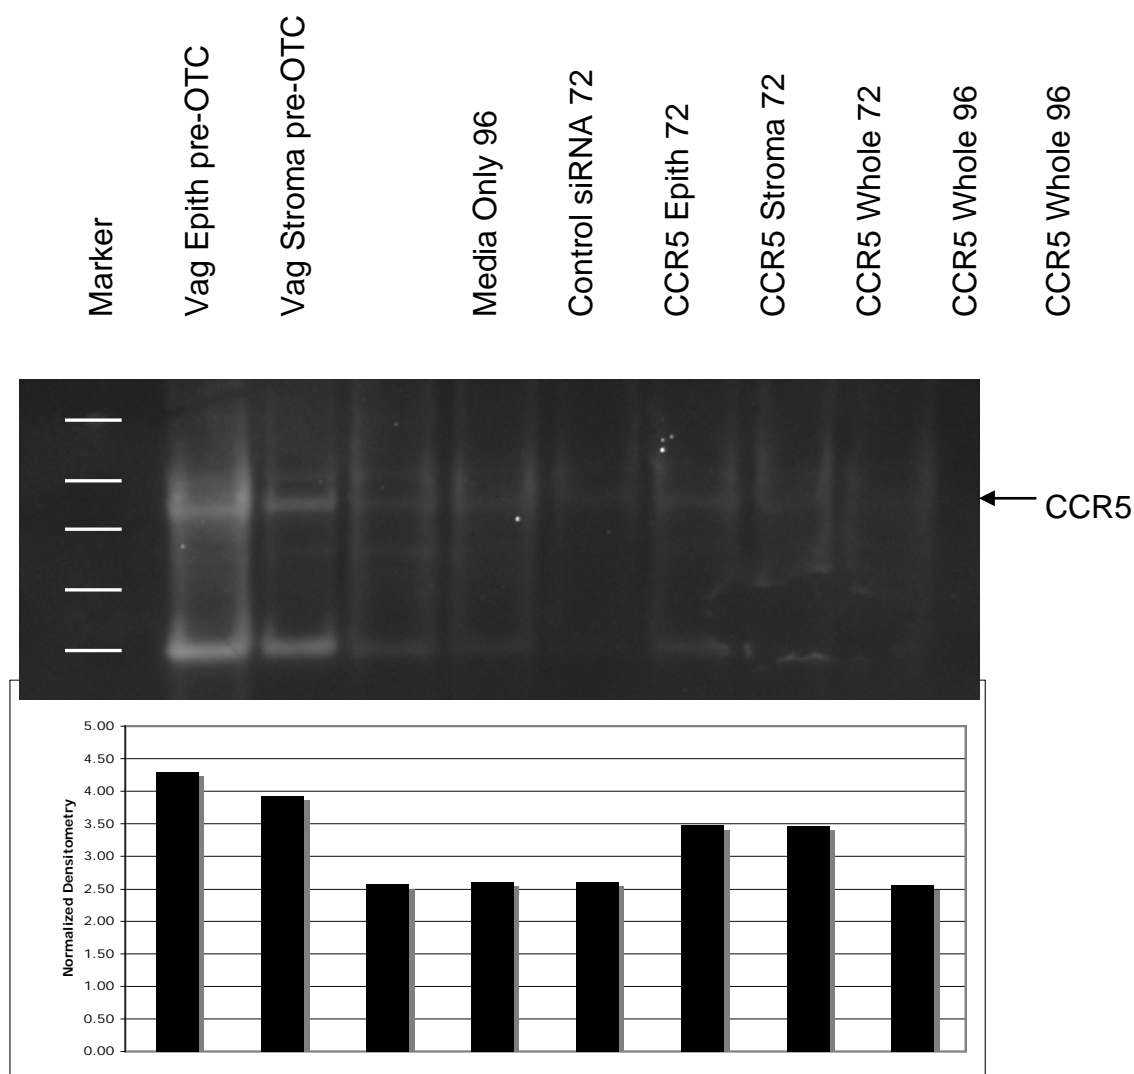 Marker
Vag Epith pre-OTC
Vag Stroma pre-OTC
Media Only 96
Control siRNA 72
CCR5 Epith 72
CCR5 Stroma 72
CCR5 Whole 72
CCR5 Whole 96
CCR5 Whole 96
CCR5
5.00
4.50
4.00
3.50
3.00
2.50
2.00
1.50
1.00
0.50
0.00
Normalized Densitometry